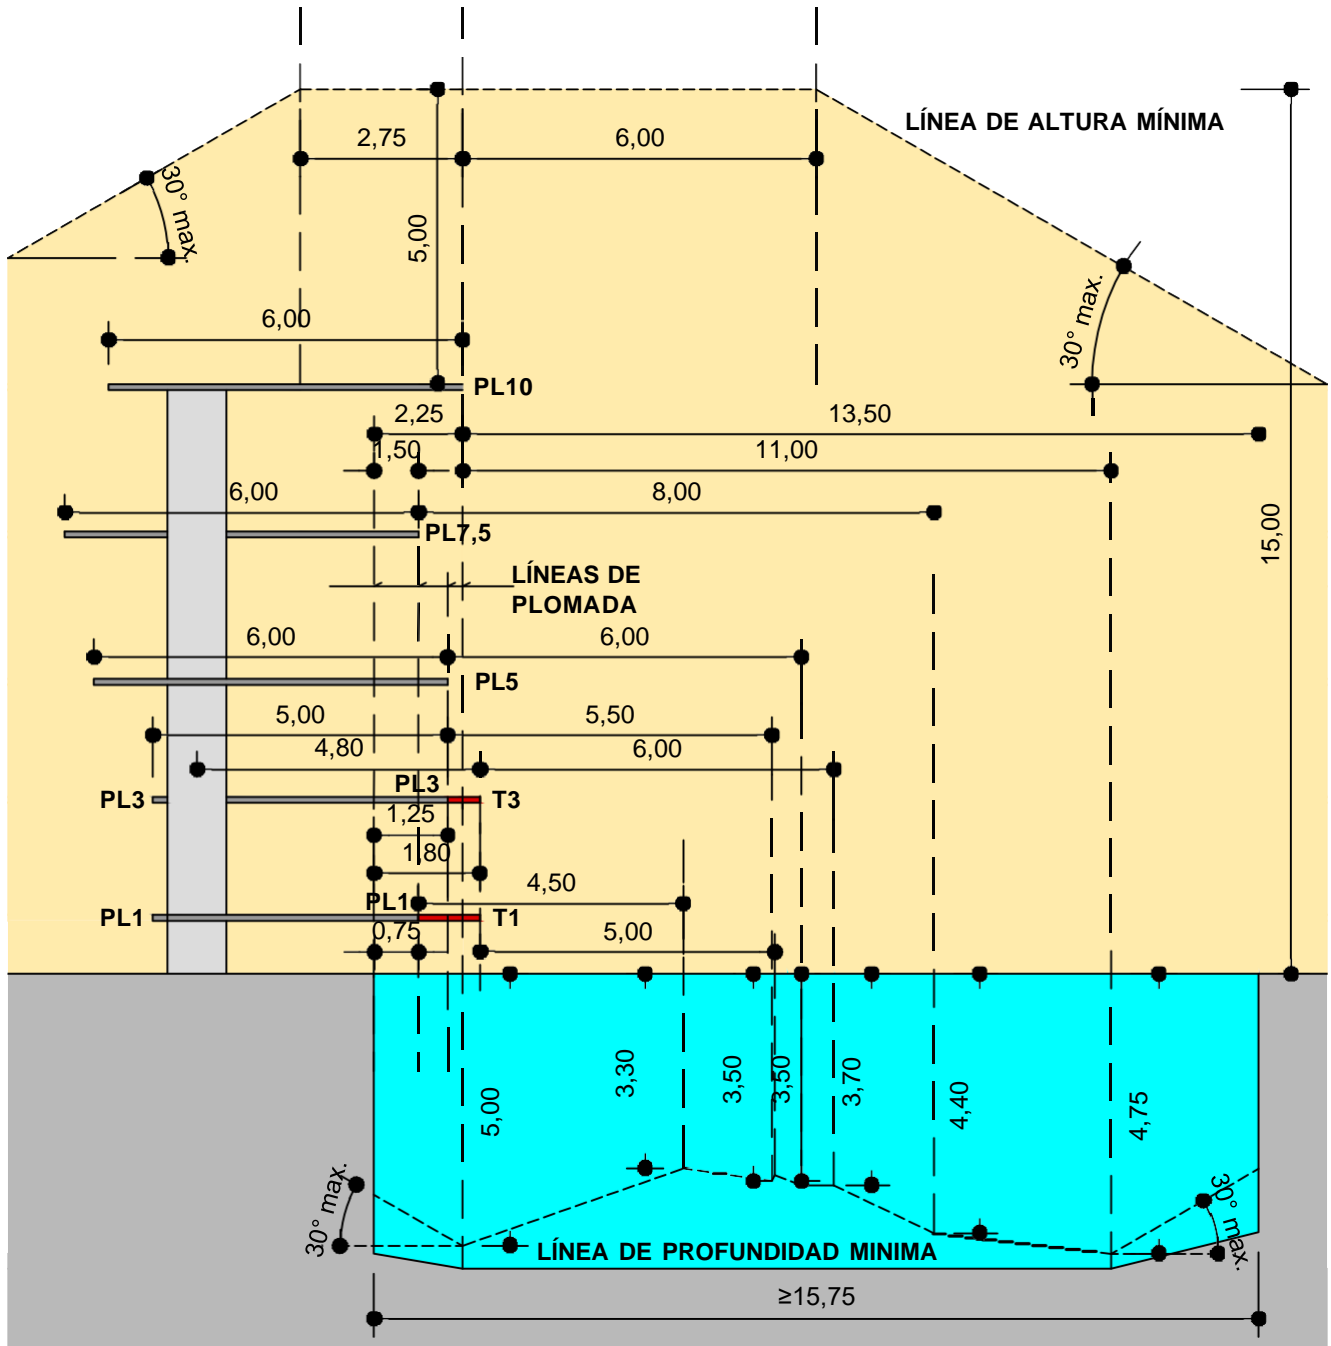 LÍNEA DE ALTURA MÍNIMA
2,75
6,00
30° max.
5,00
30° max.
6,00
PL10
2,25
13,50
1,50
11,00
6,00
8,00
PL7,5
15,00
LÍNEAS DE
PLOMADA
6,00
6,00
PL5
5,00
5,50
4,80
6,00
PL3
PL3
T3
1,25
1,80
4,50
PL1
PL1
T1
0,75
5,00
5,00
3,30
3,50
3,50
3,70
4,40
4,75
30° max.
30° max.
LÍNEA DE PROFUNDIDAD MINIMA
≥15,75